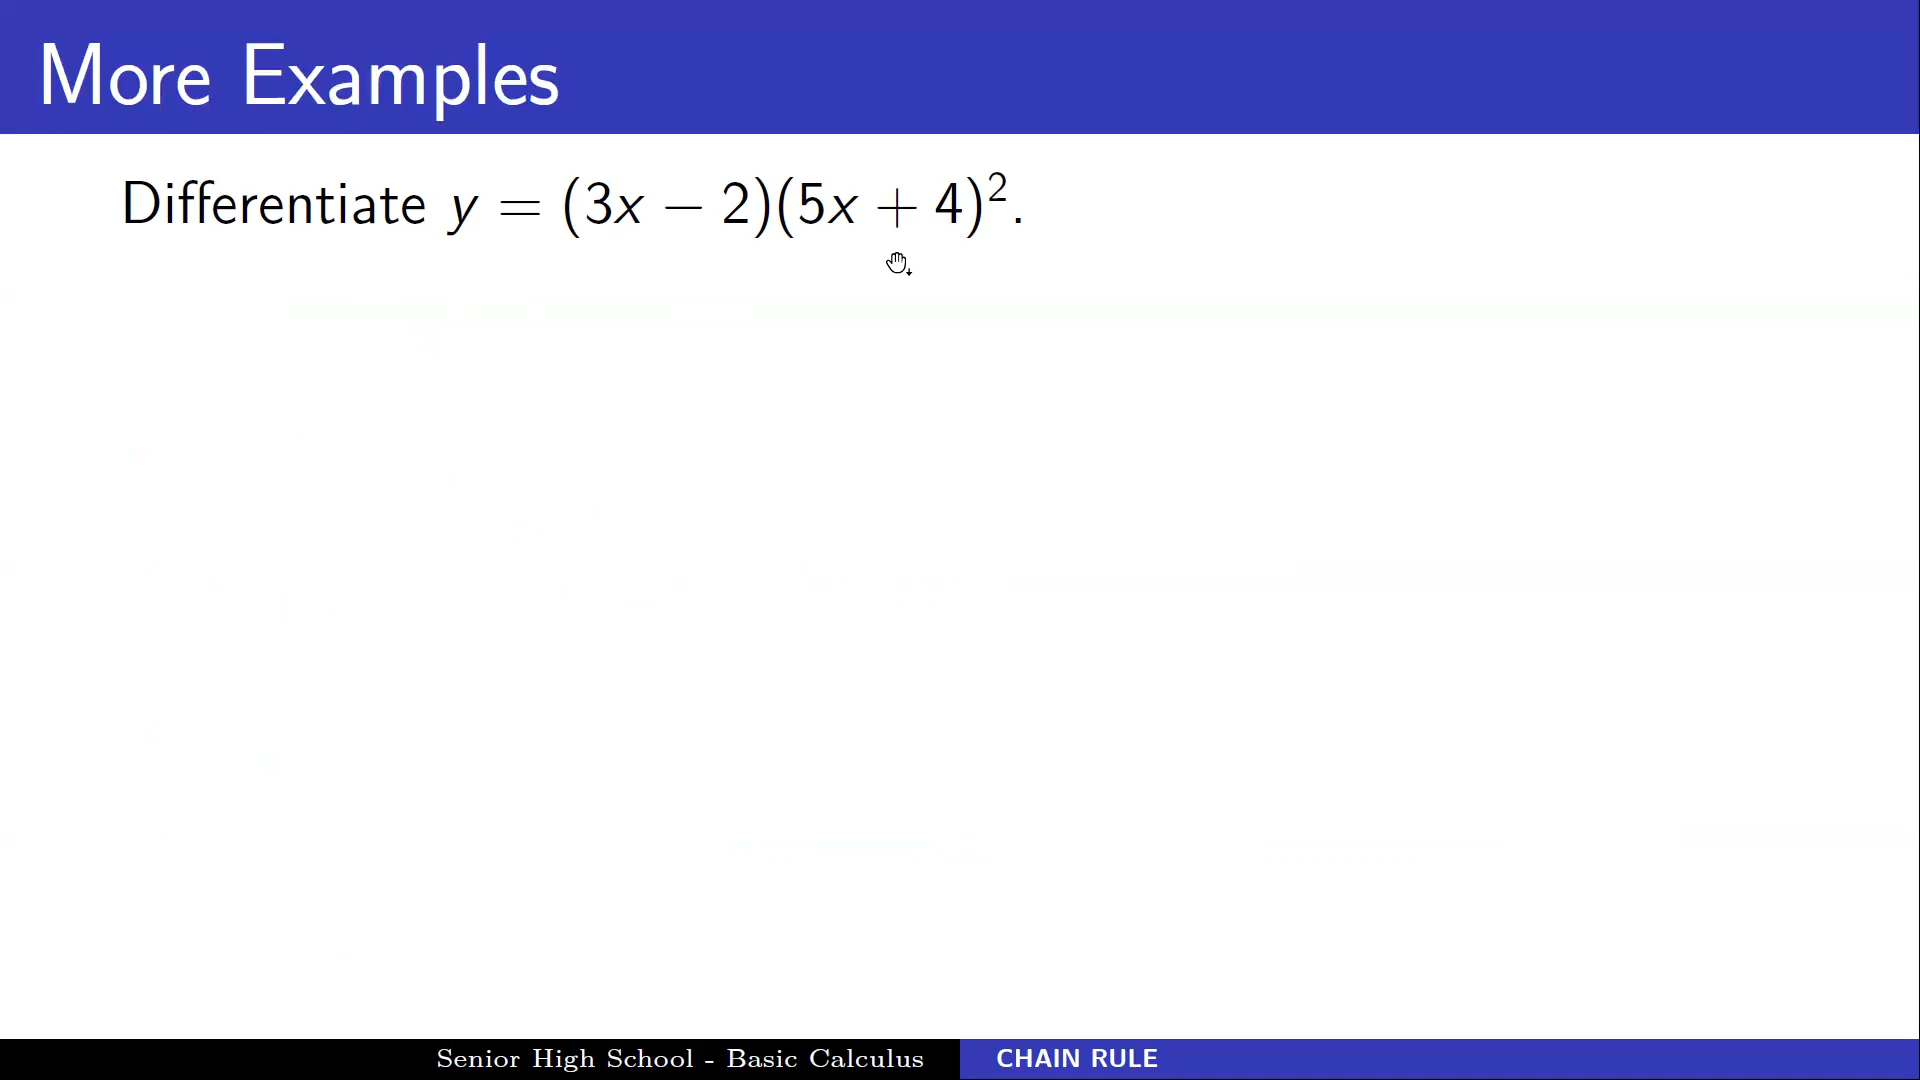 More Examples
Differentiate y = (3x − 2)(5x + 4)².
Senior High School - Basic Calculus CHAIN RULE